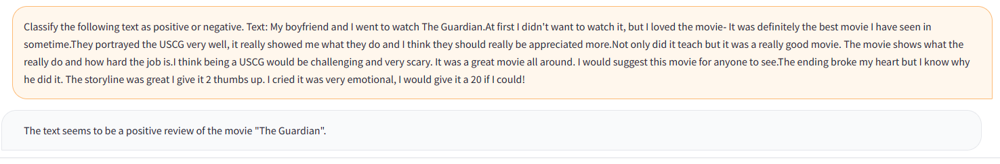 Classify the following text as positive or negative. Text: My boyfriend and I went to watch The Guardian.At first I didn't want to watch it, but I loved the movie- It was definitely the best movie I have seen in
sometime.They portrayed the USCG very well, it really showed me what they do and I think they should really be appreciated more.Not only did it teach but it was a really good movie. The movie shows what the
really do and how hard the job is.I think being a USCG would be challenging and very scary. It was a great movie all around. I would suggest this movie for anyone to see.The ending broke my heart but I know why
he did it. The storyline was great I give it 2 thumbs up. I cried it was very emotional, I would give it a 20 if I could!
The text seems to be a positive review of the movie "The Guardian".